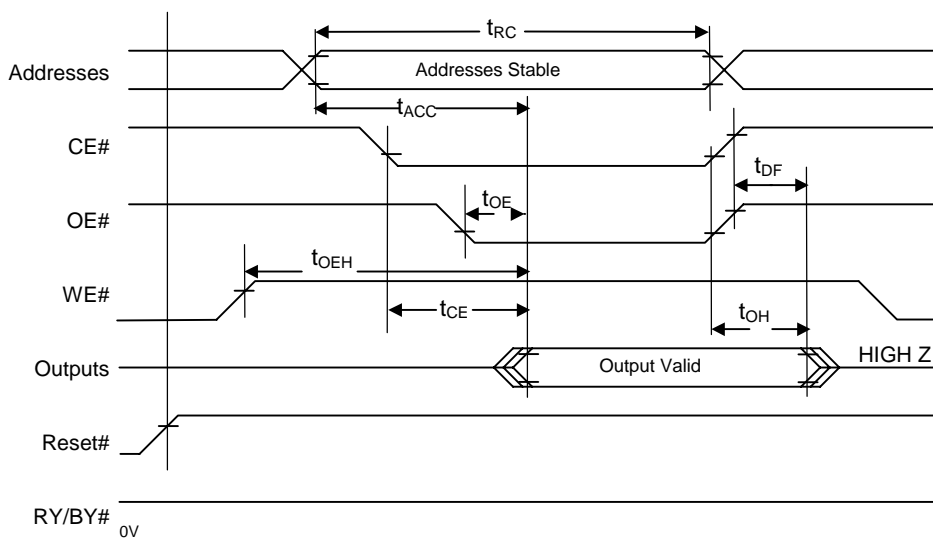 tRC
Addresses
Addresses Stable
tACC
CE#
tDF
OE#
tOE
tOEH
WE#
tCE
tOH
Outputs
Output Valid
HIGH Z
Reset#
RY/BY#
0V